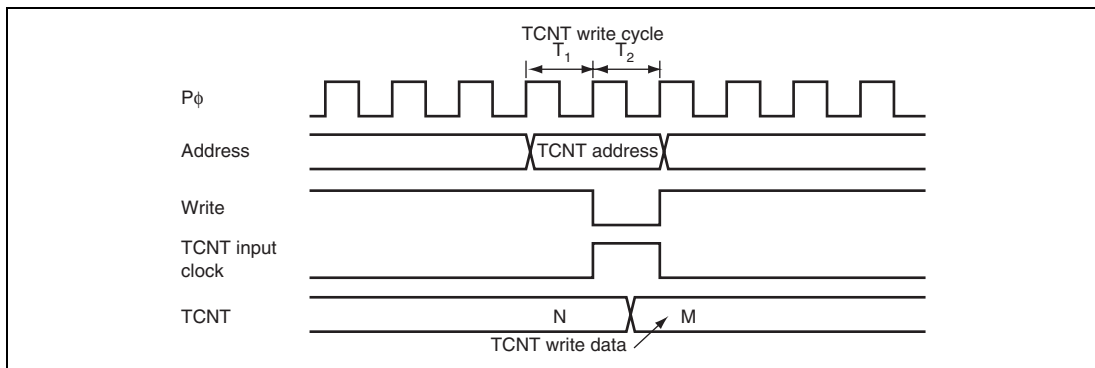 TCNT write cycle
T1 T2
Pϕ
Address
TCNT address
Write
TCNT input
clock
TCNT
N
M
TCNT write data